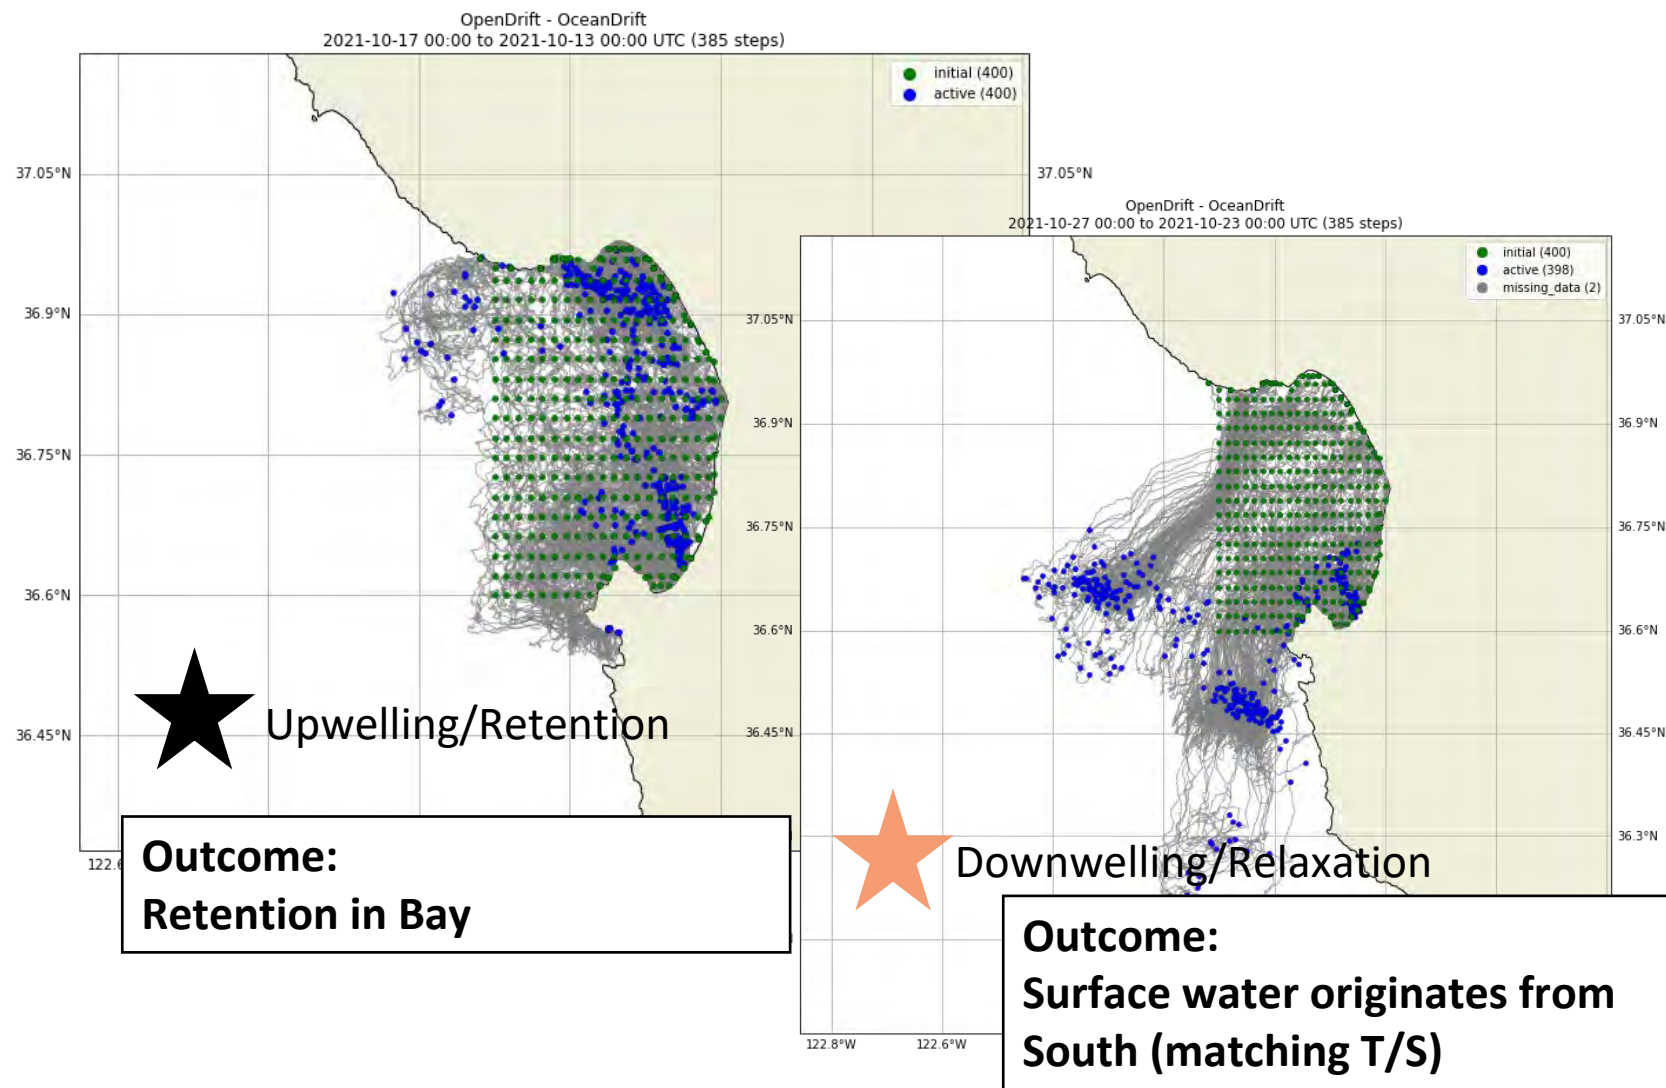 OpenDrift - OceanDrift
2021-10-17 00:00 to 2021-10-13 00:00 UTC (385 steps)
initial (400)
active (400)
37.05°N
36.9°N
36.75°N
36.6°N
36.45°N
37.05°N
Upwelling/Retention
Outcome:
Retention in Bay
OpenDrift - OceanDrift
2021-10-27 00:00 to 2021-10-23 00:00 UTC (385 steps)
initial (400)
active (398)
missing_data (2)
37.05°N
36.9°N
36.75°N
36.6°N
36.45°N
37.05°N
36.9°N
36.75°N
36.6°N
36.45°N
36.3°N
122.8°W
122.6°W
Downwelling/Relaxation
Outcome:
Surface water originates from
South (matching T/S)